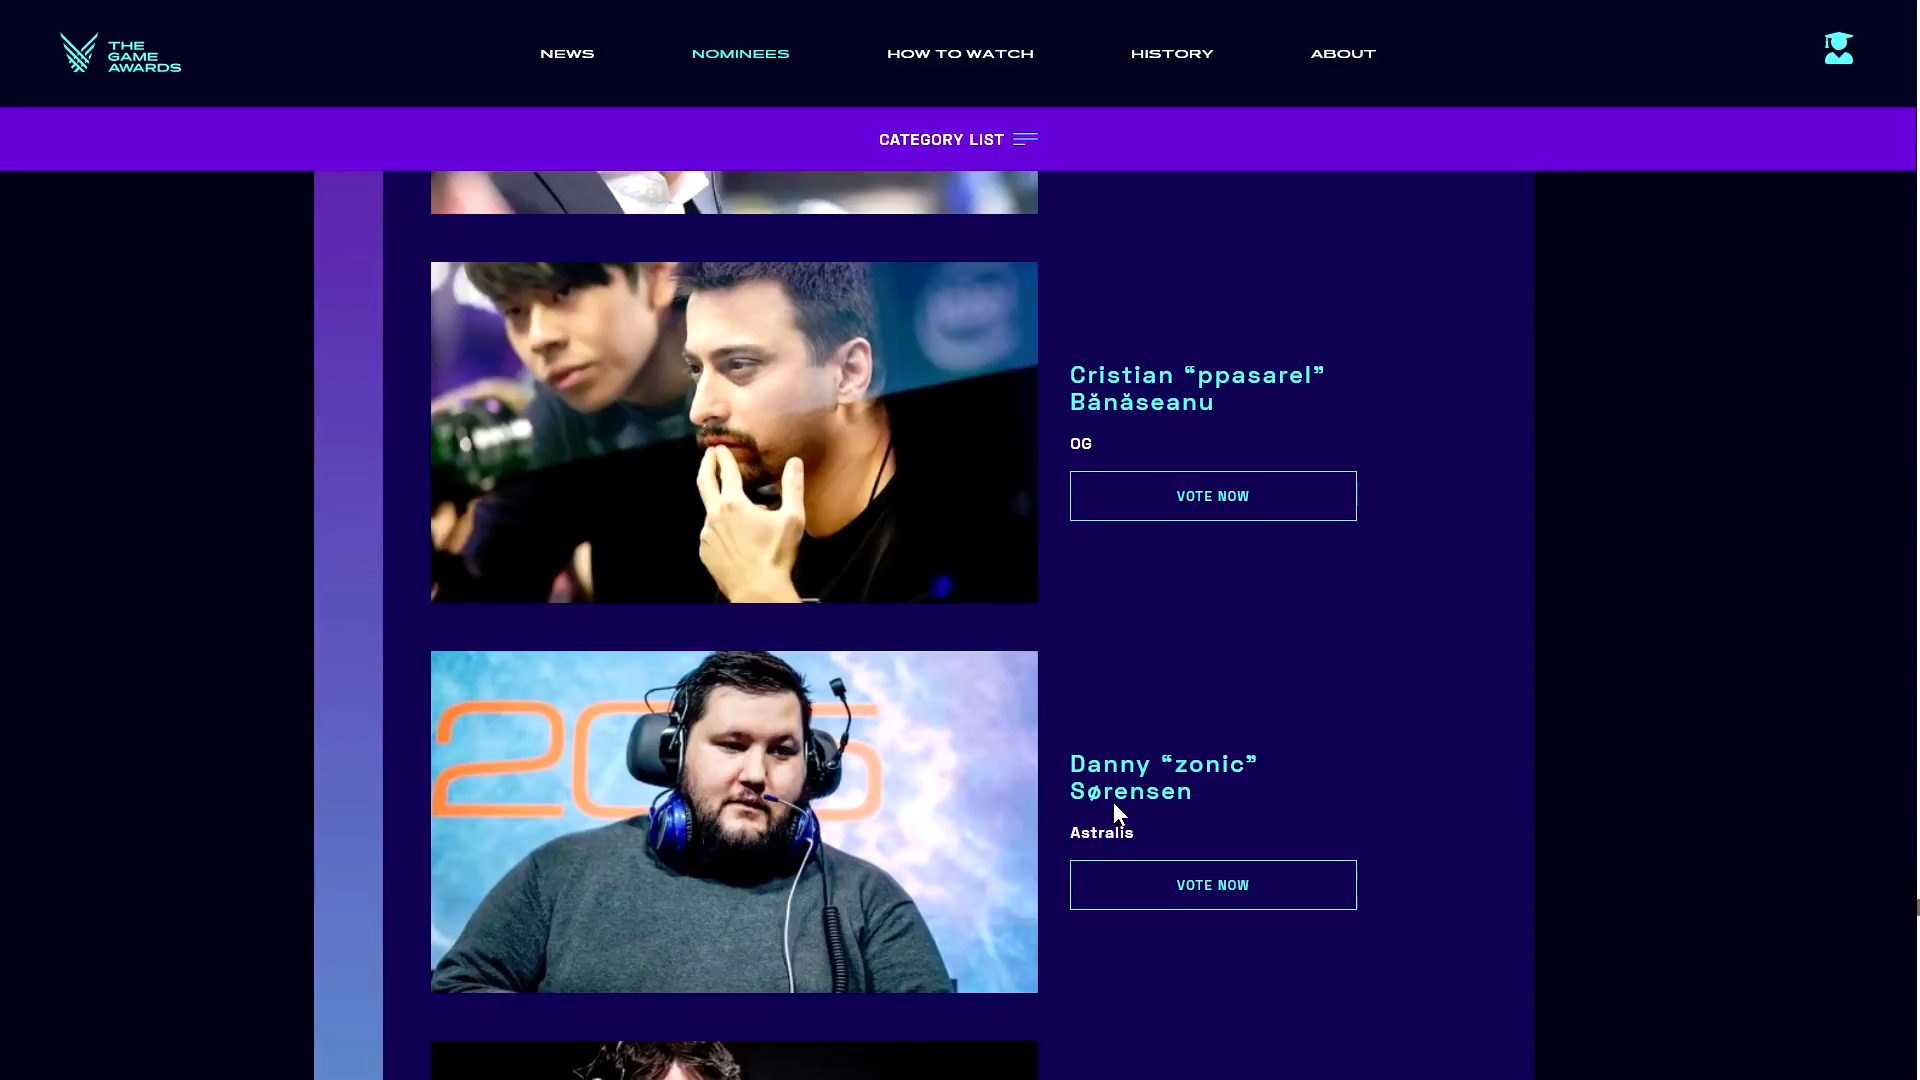 THE
GAME
AWARDS
NEWS
NOMINEES
HOW TO WATCH
HISTORY
ABOUT
CATEGORY LIST
Cristian “ppasarel”
Bănăseanu
OG
VOTE NOW
Danny “zonic”
Sørensen
Astralis
VOTE NOW